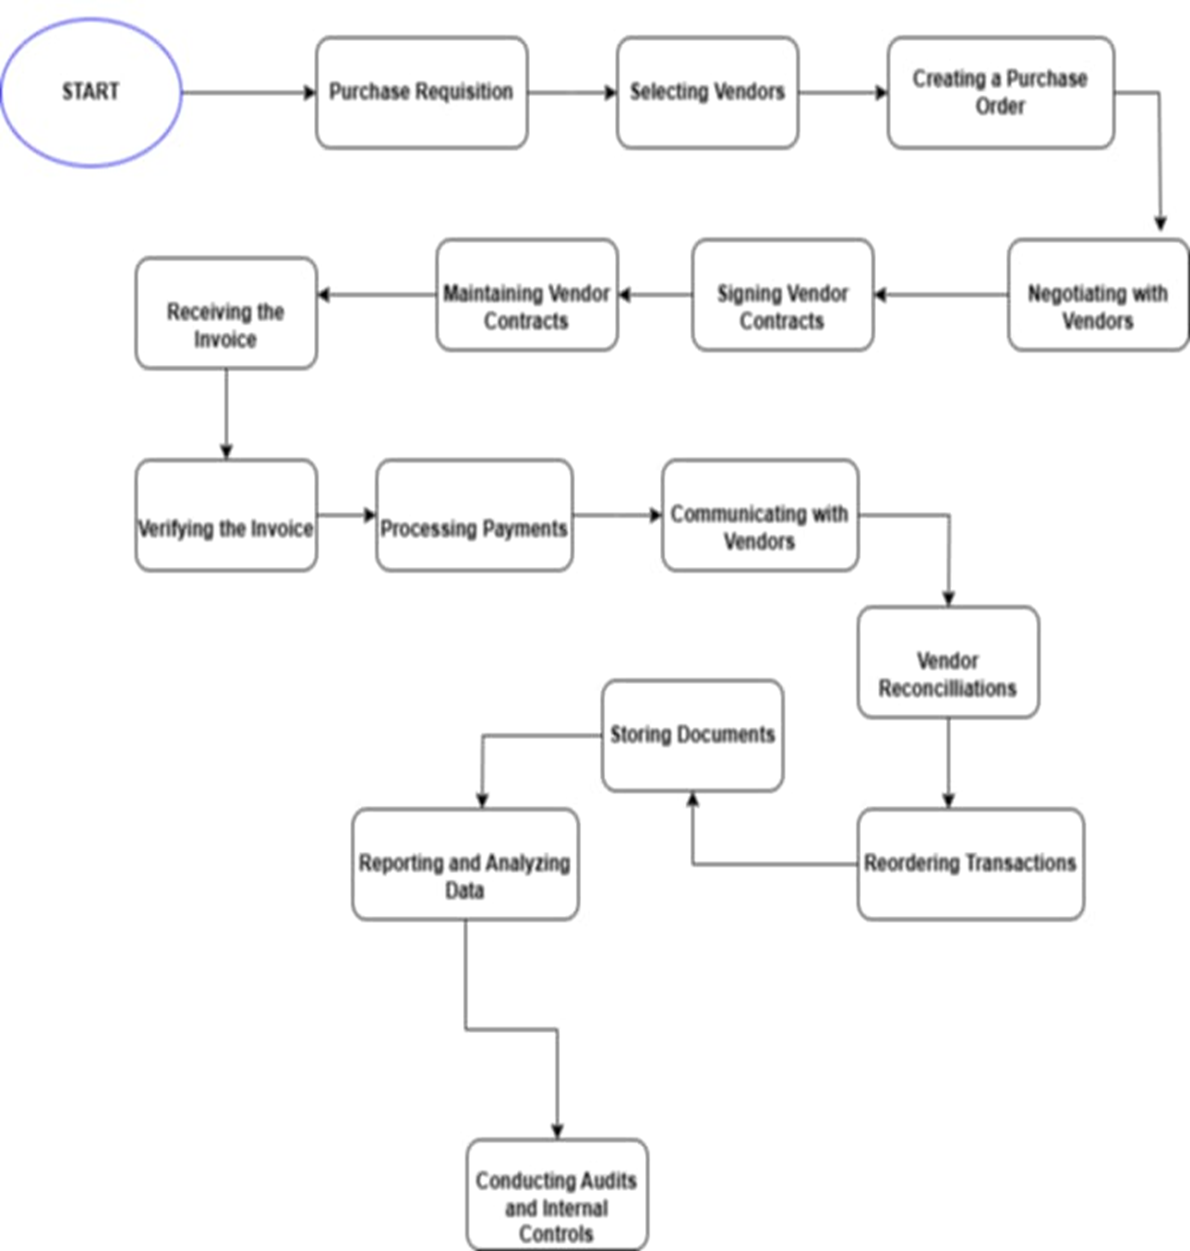 START
Purchase Requisition
Selecting Vendors
Creating a Purchase
Order
Negotiating with
Vendors
Signing Vendor
Contracts
Maintaining Vendor
Contracts
Receiving the
Invoice
Verifying the Invoice
Processing Payments
Communicating with
Vendors
Vendor
Reconcilliations
Reordering Transactions
Storing Documents
Reporting and Analyzing
Data
Conducting Audits
and Internal
Controls